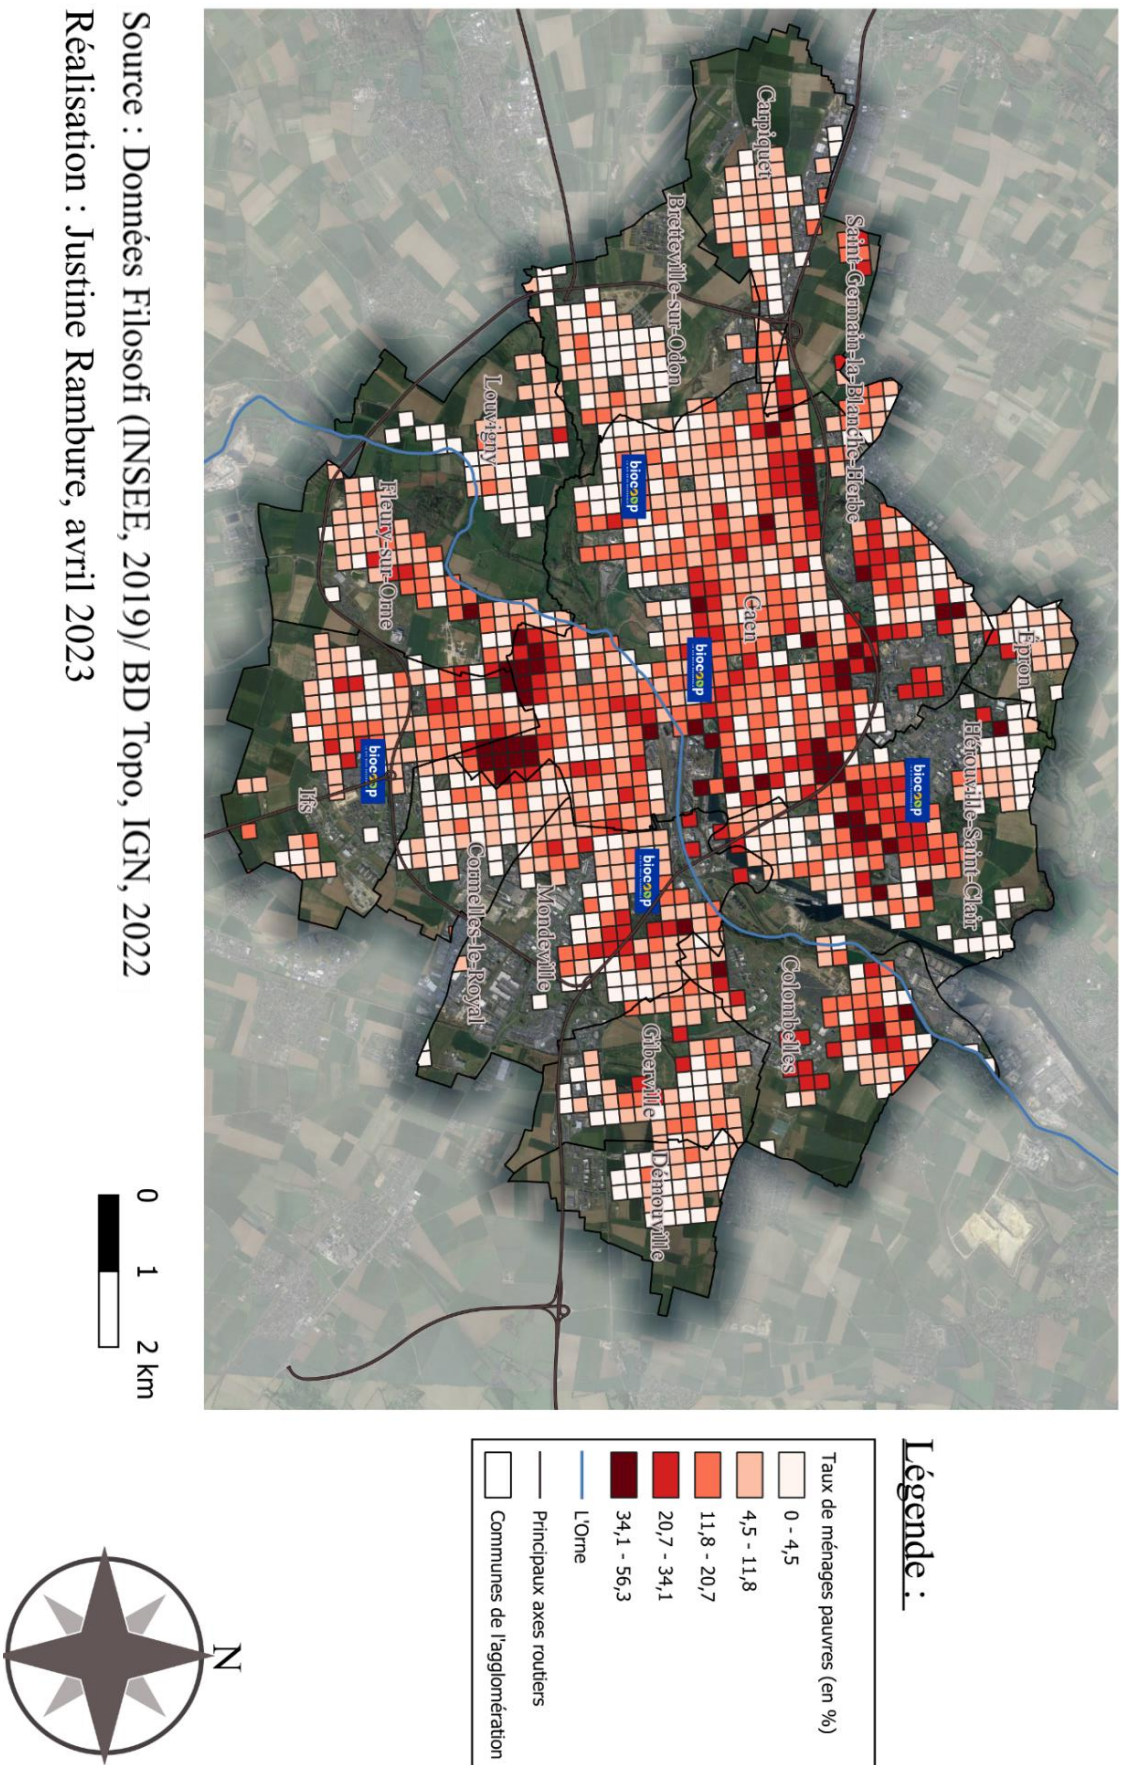 Carpiquet
Saint-Germain-la-Blanche-Herbe
Bretteville-sur-Odon
Louvigny
Fleury-sur-Orne
Caen
Épron
Hérouville-Saint-Clair
Ifs
Cormelles-le-Royal
Mondeville
Colombelles
Giberville
Démouville
biocoop
biocoop
biocoop
biocoop
biocoop
Légende :
Taux de ménages pauvres (en %)
0 - 4,5
4,5 - 11,8
11,8 - 20,7
20,7 - 34,1
34,1 - 56,3
L'Orne
Principaux axes routiers
Communes de l'agglomération
Source : Données Filosofi (INSEE, 2019)/ BD Topo, IGN, 2022
Réalisation : Justine Rambure, avril 2023
0 1 2 km
N